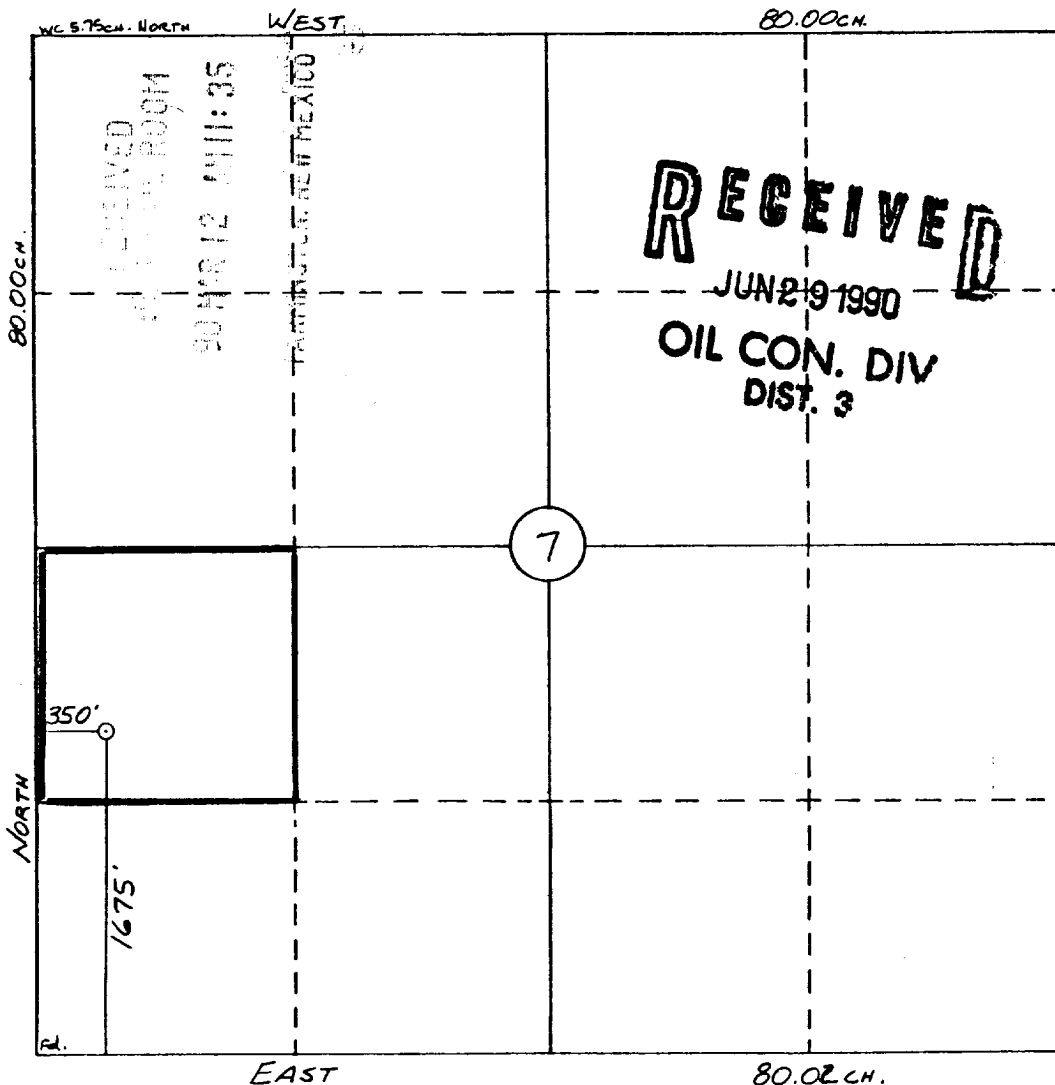 WC 5.75CH. NORTH WEST 80.00CH.
RECEIVED
ROOM
90 MAR 12 AM 11:35
FARMINGTON, NEW MEXICO
80.00CH.
RECEIVED
JUN 29 1990
OIL CON. DIV
DIST. 3
7
350'
NORTH
1675'
Fd.
EAST 80.02CH.